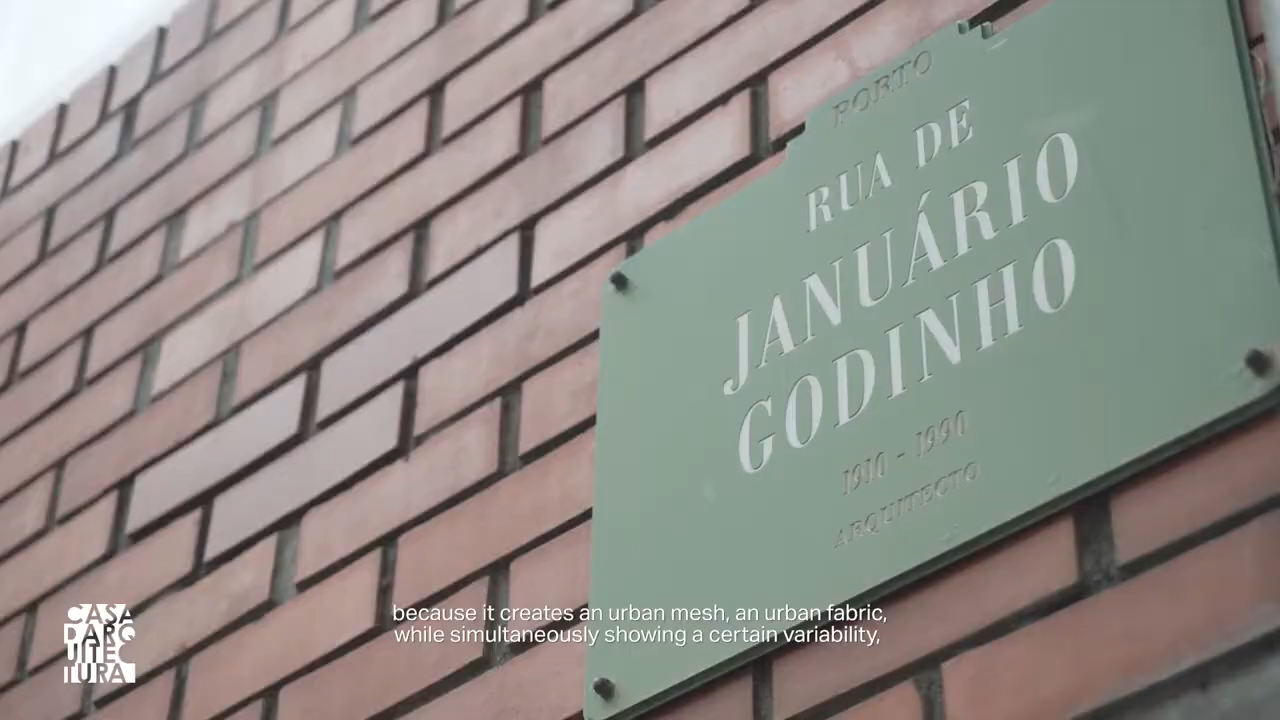 PORTO
RUA DE
JANUÁRIO
GODINHO
1910 - 1990
ARQUITECTO
because it creates an urban mesh, an urban fabric,
while simultaneously showing a certain variability,
CASA
DARQ
UITEC
TURA